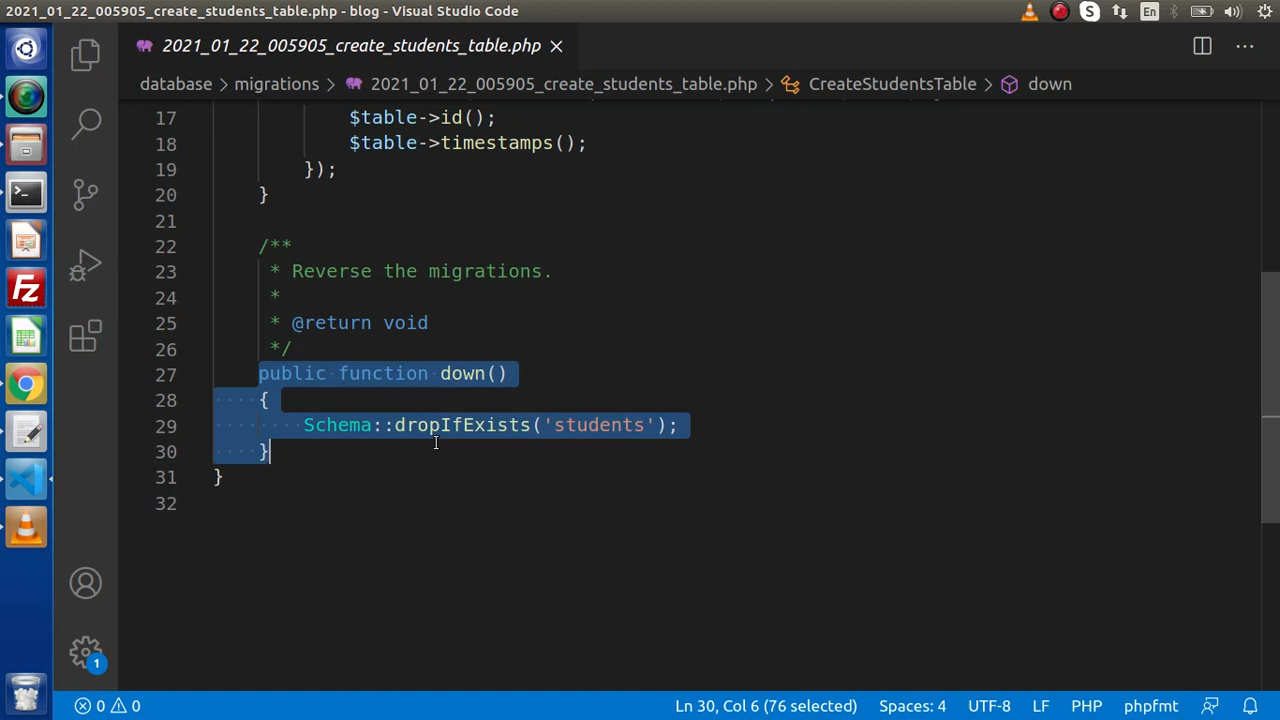 2021_01_22_005905_create_students_table.php - blog - Visual Studio Code
S
En
2021_01_22_005905_create_students_table.php
database > migrations > 2021_01_22_005905_create_students_table.php > CreateStudentsTable > down
17 $table->id();
18 $table->timestamps();
19 });
20 }
21
22 /**
23 * Reverse the migrations.
24 *
25 * @return void
26 */
27 public function down()
28 {
29 Schema::dropIfExists('students');
30 }
31 }
32
Fz
1
0 0 Ln 30, Col 6 (76 selected) Spaces: 4 UTF-8 LF PHP phpfmt